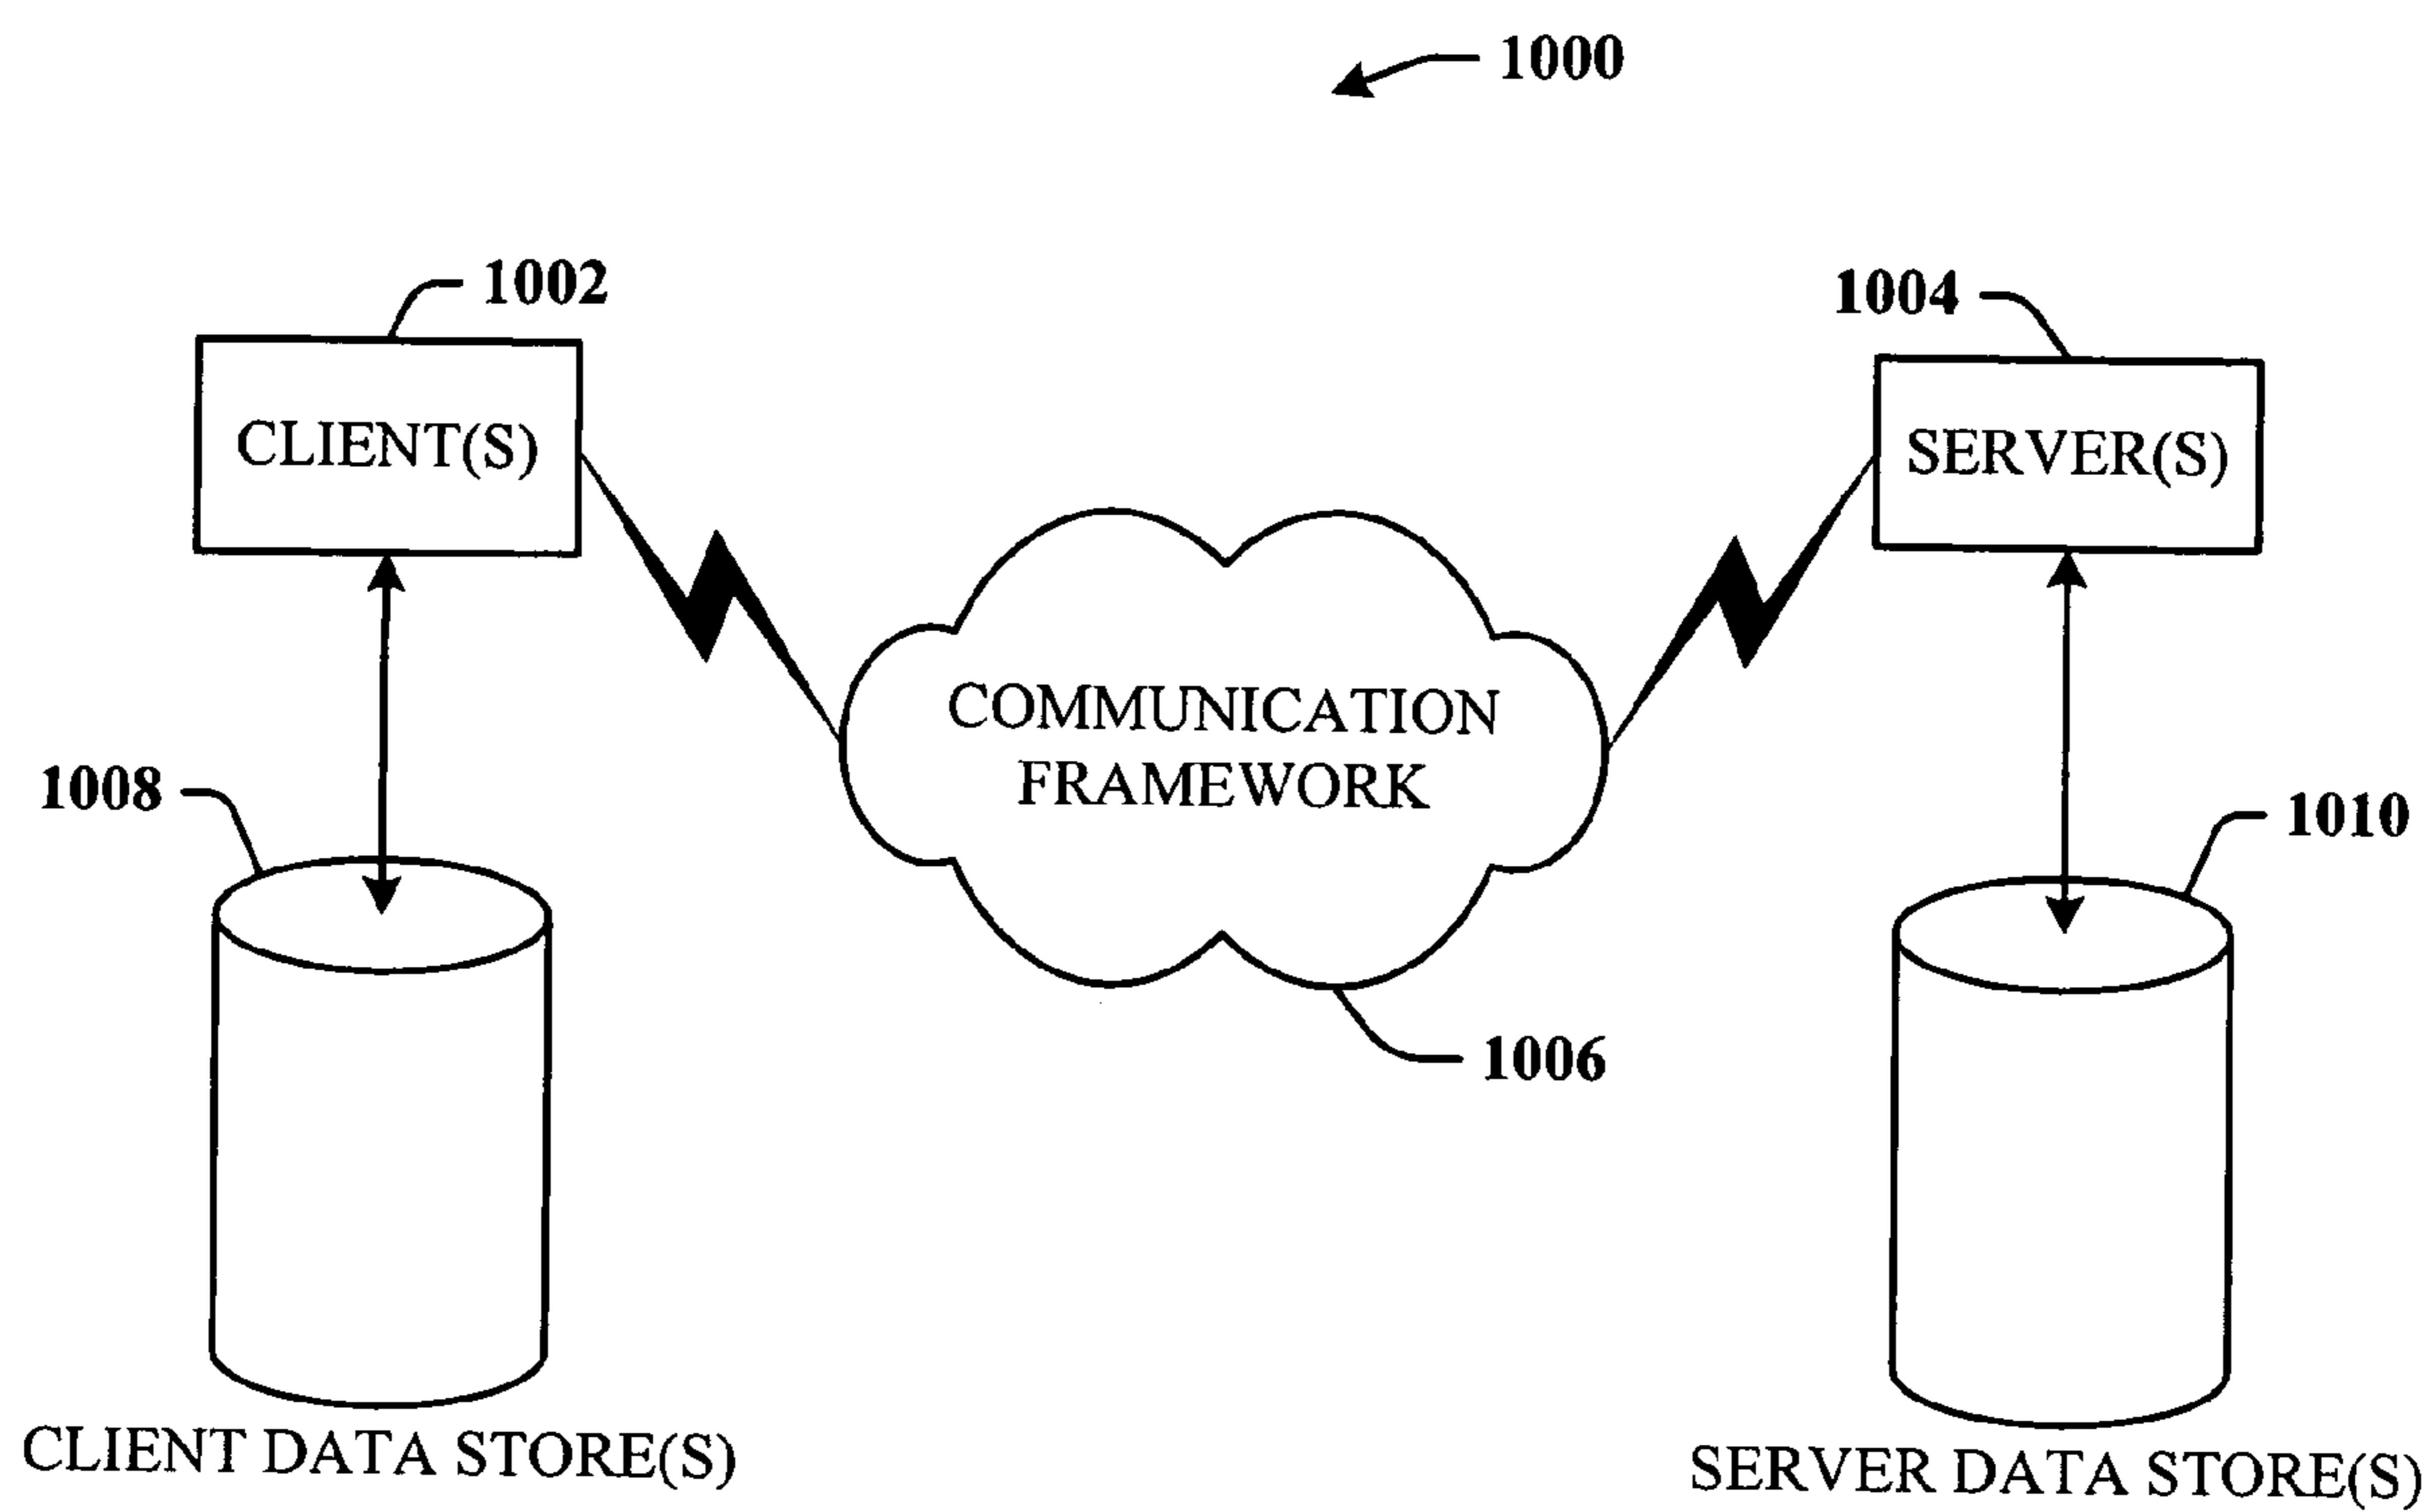 1000
1002
1004
CLIENT(S)
SERVER(S)
COMMUNICATION
FRAMEWORK
1008
1010
1006
CLIENT DATA STORE(S)
SERVER DATA STORE(S)